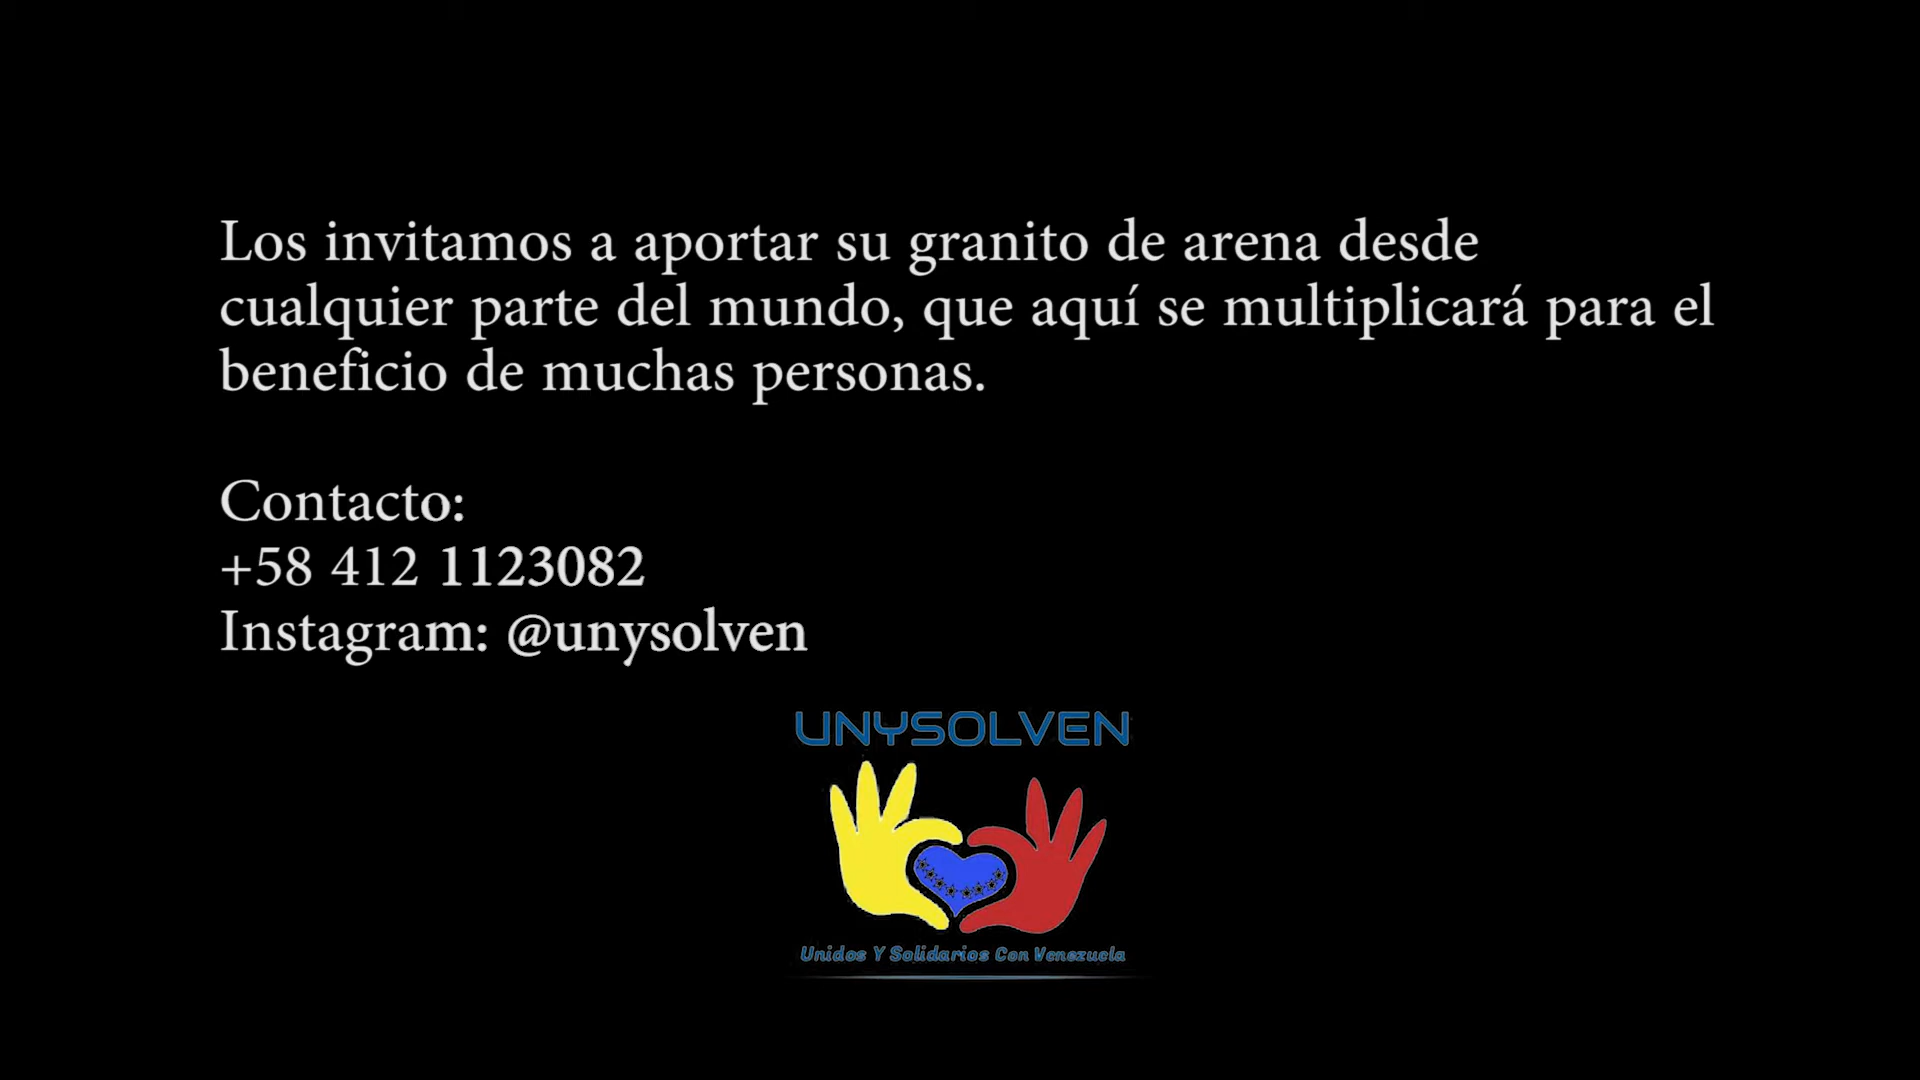 Los invitamos a aportar su granito de arena desde
cualquier parte del mundo, que aquí se multiplicará para el
beneficio de muchas personas.
Contacto:
+58 412 1123082
Instagram: @unysolven
UNYSOLVEN
Unidos Y Solidarios Con Venezuela